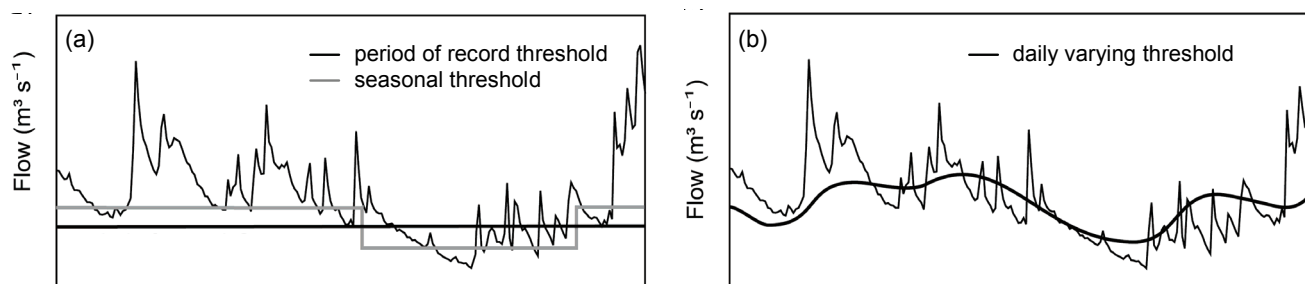 (a)
period of record threshold
seasonal threshold
Flow (m³ s⁻¹)
(b)
daily varying threshold
Flow (m³ s⁻¹)